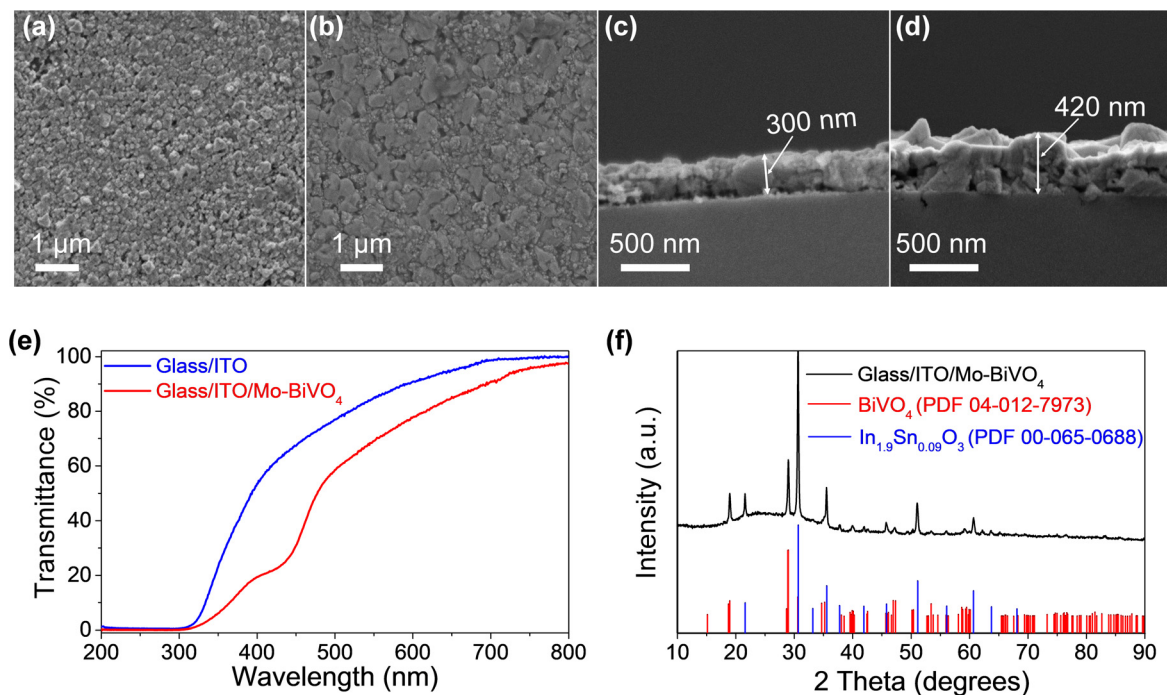 (a)
1 μm
(b)
1 μm
(c)
300 nm
500 nm
(d)
420 nm
500 nm
(e)
Transmittance (%)
100
80
60
40
20
0
Glass/ITO
Glass/ITO/Mo-BiVO₄
200 300 400 500 600 700 800
Wavelength (nm)
(f)
Intensity (a.u.)
Glass/ITO/Mo-BiVO₄
BiVO₄ (PDF 04-012-7973)
In₁.₉Sn₀.₀₉O₃ (PDF 00-065-0688)
10 20 30 40 50 60 70 80 90
2 Theta (degrees)